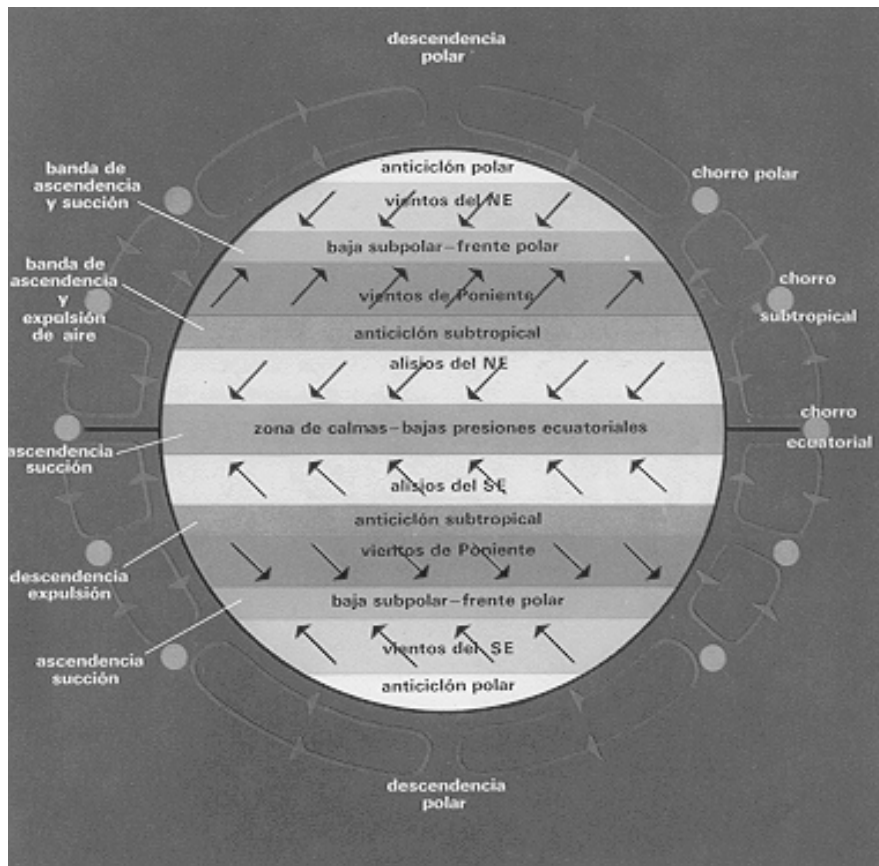 descendencia
polar
anticiclón polar
vientos del NE
baja subpolar–frente polar
vientos de Poniente
anticiclón subtropical
alisios del NE
zona de calmas–bajas presiones ecuatoriales
alisios del SE
anticiclón subtropical
vientos de Pòniente
baja subpolar–frente polar
vientos del SE
anticiclón polar
descendencia
polar
banda de
ascendencia
y succión
banda de
ascendencia
y
expulsión
de aire
ascendencia
succión
descendencia
expulsión
ascendencia
succión
chorro polar
chorro
subtropical
chorro
ecuatorial